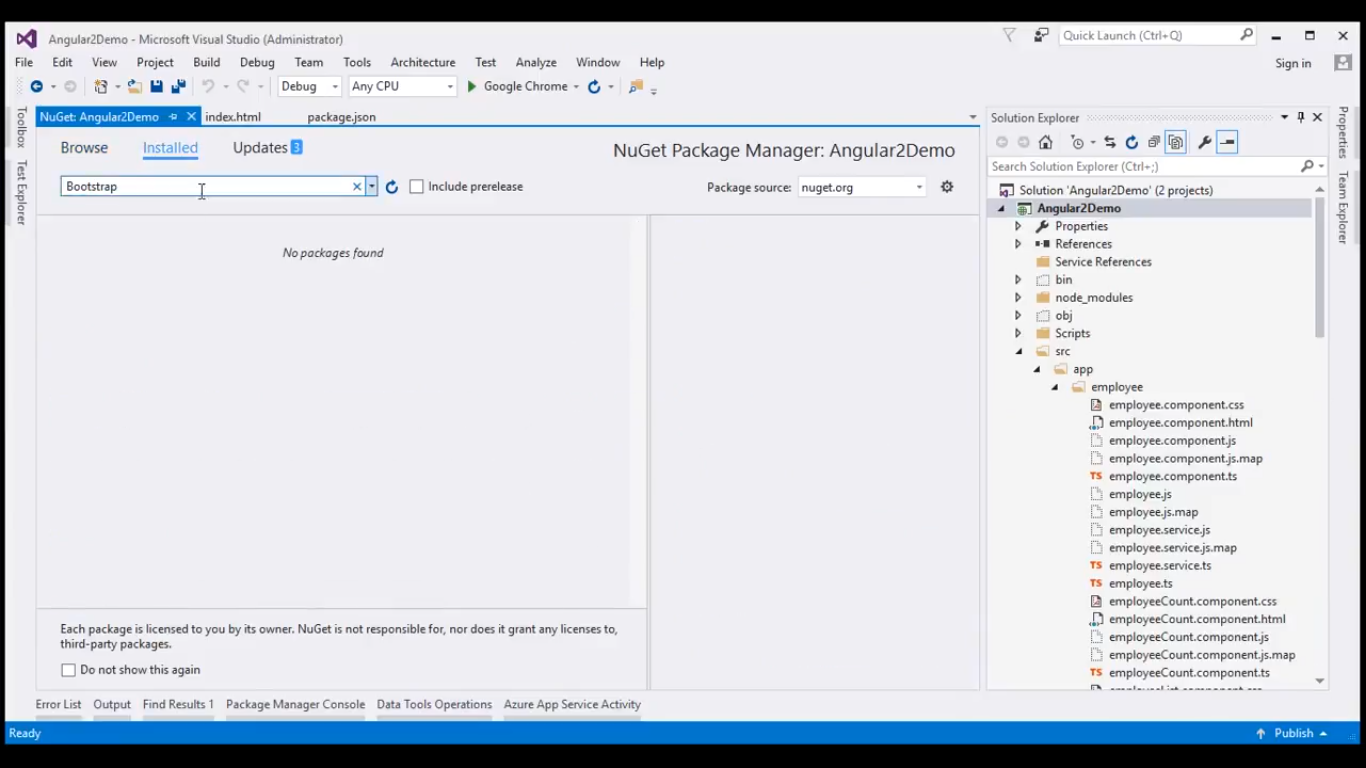 Angular2Demo - Microsoft Visual Studio (Administrator)
Quick Launch (Ctrl+Q)
File Edit View Project Build Debug Team Tools Architecture Test Analyze Window Help
Sign in
Debug Any CPU Google Chrome
Toolbox
Test Explorer
NuGet: Angular2Demo index.html package.json
Browse Installed Updates 3
NuGet Package Manager: Angular2Demo
Bootstrap
Include prerelease
Package source: nuget.org
No packages found
Each package is licensed to you by its owner. NuGet is not responsible for, nor does it grant any licenses to,
third-party packages.
Do not show this again
Solution Explorer
Search Solution Explorer (Ctrl+;)
Solution 'Angular2Demo' (2 projects)
Angular2Demo
Properties
References
Service References
bin
node_modules
obj
Scripts
src
app
employee
employee.component.css
employee.component.html
employee.component.js
employee.component.js.map
TS employee.component.ts
employee.js
employee.js.map
employee.service.js
employee.service.js.map
TS employee.service.ts
TS employee.ts
employeeCount.component.css
employeeCount.component.html
employeeCount.component.js
employeeCount.component.js.map
TS employeeCount.component.ts
Properties
Team Explorer
Error List Output Find Results 1 Package Manager Console Data Tools Operations Azure App Service Activity
Ready
Publish